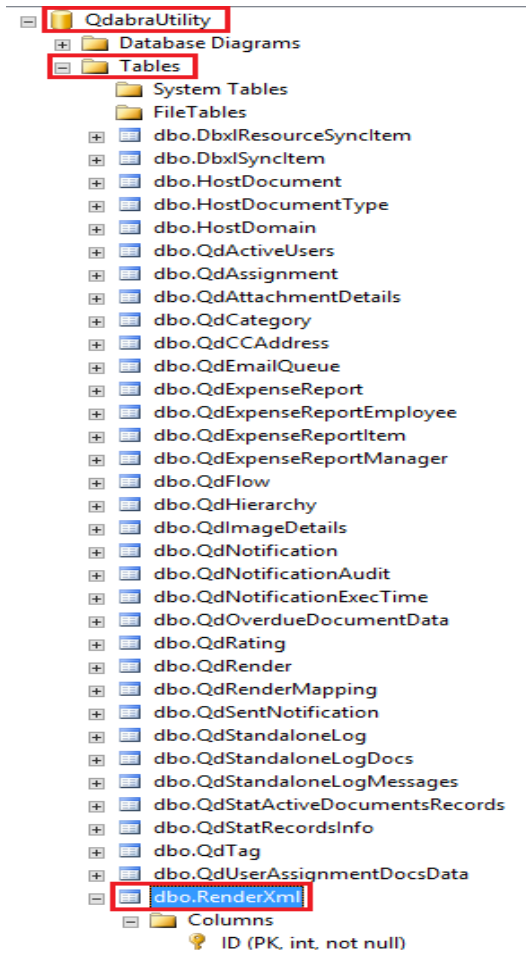 QdabraUtility
Database Diagrams
Tables
System Tables
FileTables
dbo.DbxlResourceSyncItem
dbo.DbxlSyncItem
dbo.HostDocument
dbo.HostDocumentType
dbo.HostDomain
dbo.QdActiveUsers
dbo.QdAssignment
dbo.QdAttachmentDetails
dbo.QdCategory
dbo.QdCCAddress
dbo.QdEmailQueue
dbo.QdExpenseReport
dbo.QdExpenseReportEmployee
dbo.QdExpenseReportItem
dbo.QdExpenseReportManager
dbo.QdFlow
dbo.QdHierarchy
dbo.QdImageDetails
dbo.QdNotification
dbo.QdNotificationAudit
dbo.QdNotificationExecTime
dbo.QdOverdueDocumentData
dbo.QdRating
dbo.QdRender
dbo.QdRenderMapping
dbo.QdSentNotification
dbo.QdStandaloneLog
dbo.QdStandaloneLogDocs
dbo.QdStandaloneLogMessages
dbo.QdStatActiveDocumentsRecords
dbo.QdStatRecordsInfo
dbo.QdTag
dbo.QdUserAssignmentDocsData
dbo.RenderXml
Columns
ID (PK, int, not null)